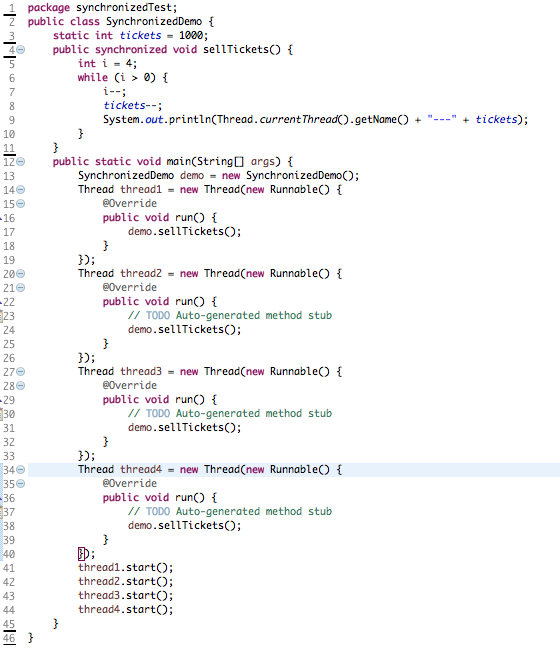 1 package synchronizedTest;
2 public class SynchronizedDemo {
3     static int tickets = 1000;
4     public synchronized void sellTickets() {
5         int i = 4;
6         while (i > 0) {
7             i--;
8             tickets--;
9             System.out.println(Thread.currentThread().getName() + "---" + tickets);
10         }
11     }
12     public static void main(String[] args) {
13         SynchronizedDemo demo = new SynchronizedDemo();
14         Thread thread1 = new Thread(new Runnable() {
15             @Override
16             public void run() {
17                 demo.sellTickets();
18             }
19         });
20         Thread thread2 = new Thread(new Runnable() {
21             @Override
22             public void run() {
23                 // TODO Auto-generated method stub
24                 demo.sellTickets();
25             }
26         });
27         Thread thread3 = new Thread(new Runnable() {
28             @Override
29             public void run() {
30                 // TODO Auto-generated method stub
31                 demo.sellTickets();
32             }
33         });
34         Thread thread4 = new Thread(new Runnable() {
35             @Override
36             public void run() {
37                 // TODO Auto-generated method stub
38                 demo.sellTickets();
39             }
40         });
41         thread1.start();
42         thread2.start();
43         thread3.start();
44         thread4.start();
45     }
46 }